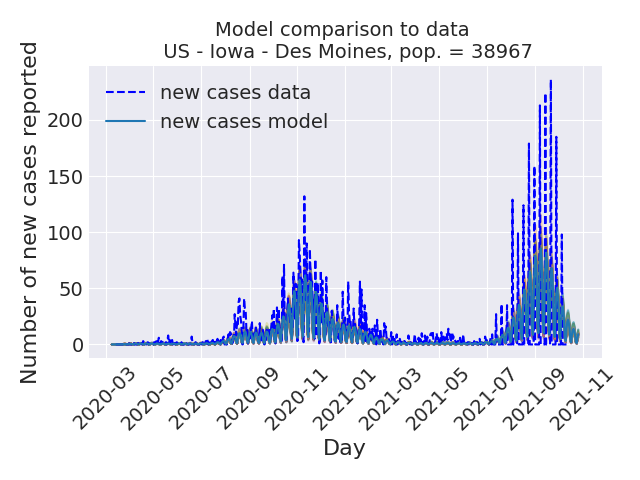 Model comparison to data
US - Iowa - Des Moines, pop. = 38967
Number of new cases reported
new cases data
new cases model
200
150
100
50
0
2020-03
2020-05
2020-07
2020-09
2020-11
2021-01
2021-03
2021-05
2021-07
2021-09
2021-11
Day